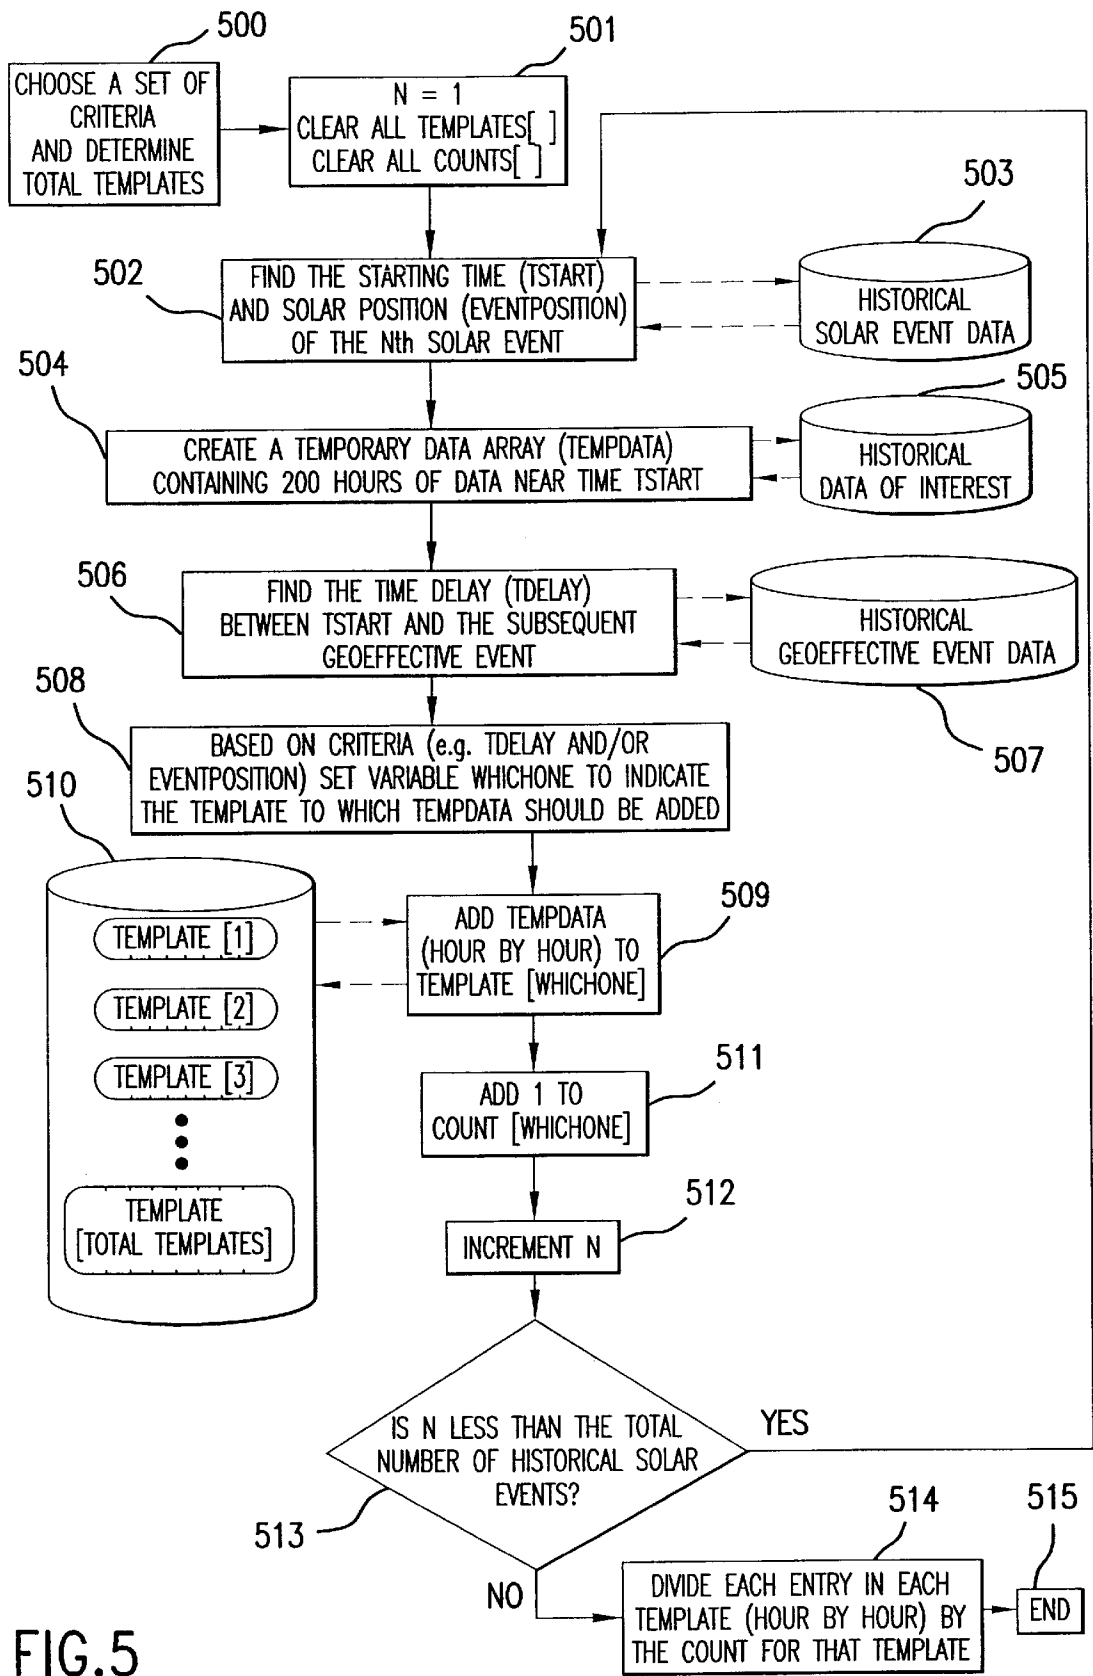 500
CHOOSE A SET OF
CRITERIA
AND DETERMINE
TOTAL TEMPLATES
501
N = 1
CLEAR ALL TEMPLATES[ ]
CLEAR ALL COUNTS[ ]
502
FIND THE STARTING TIME (TSTART)
AND SOLAR POSITION (EVENTPOSITION)
OF THE Nth SOLAR EVENT
503
HISTORICAL
SOLAR EVENT DATA
504
CREATE A TEMPORARY DATA ARRAY (TEMPDATA)
CONTAINING 200 HOURS OF DATA NEAR TIME TSTART
505
HISTORICAL
DATA OF INTEREST
506
FIND THE TIME DELAY (TDELAY)
BETWEEN TSTART AND THE SUBSEQUENT
GEOEFFECTIVE EVENT
HISTORICAL
GEOEFFECTIVE EVENT DATA
507
508
BASED ON CRITERIA (e.g. TDELAY AND/OR
EVENTPOSITION) SET VARIABLE WHICHONE TO INDICATE
THE TEMPLATE TO WHICH TEMPDATA SHOULD BE ADDED
510
TEMPLATE [1]
TEMPLATE [2]
TEMPLATE [3]
TEMPLATE
[TOTAL TEMPLATES]
509
ADD TEMPDATA
(HOUR BY HOUR) TO
TEMPLATE [WHICHONE]
511
ADD 1 TO
COUNT [WHICHONE]
512
INCREMENT N
IS N LESS THAN THE TOTAL
NUMBER OF HISTORICAL SOLAR
EVENTS?
513
YES
NO
514
DIVIDE EACH ENTRY IN EACH
TEMPLATE (HOUR BY HOUR) BY
THE COUNT FOR THAT TEMPLATE
515
END
FIG.5